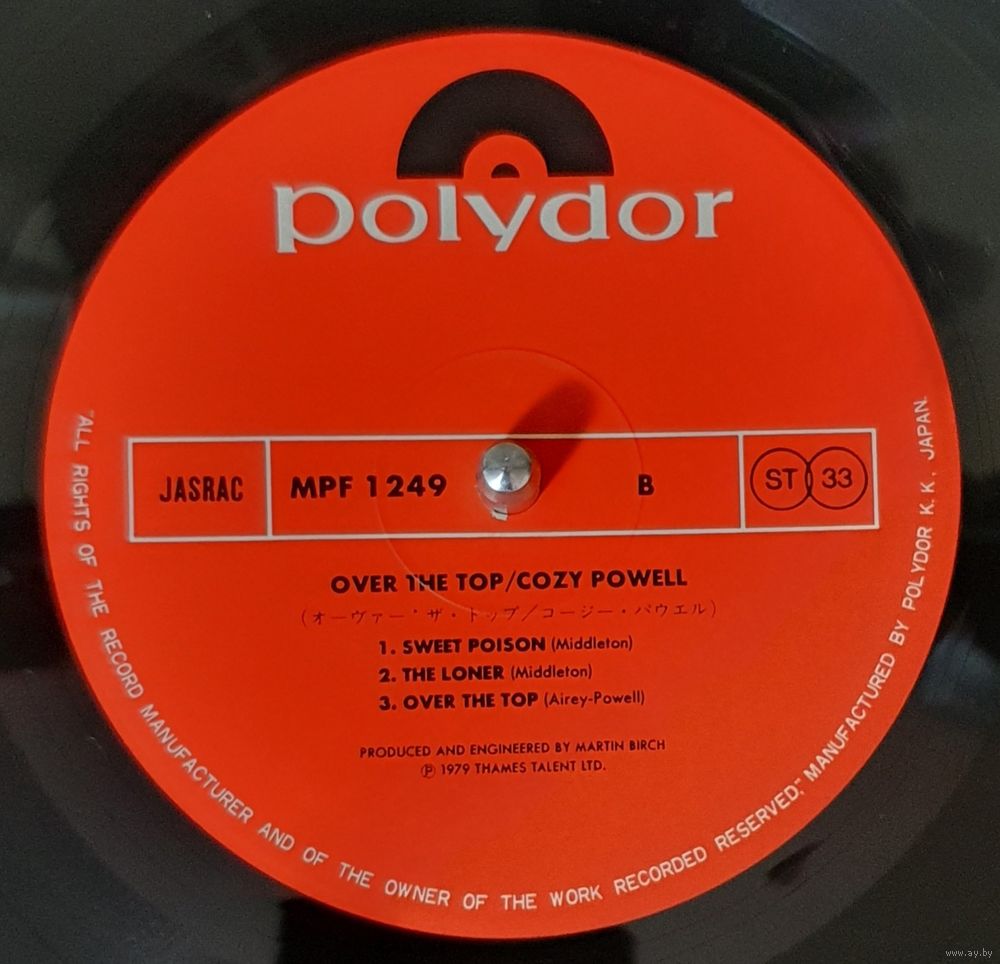 polydor
JASRAC
MPF 1249
B
ST 33
OVER THE TOP/COZY POWELL
(オーヴァー・ザ・トップ/コージー・パウエル)
1. SWEET POISON (Middleton)
2. THE LONER (Middleton)
3. OVER THE TOP (Airey-Powell)
PRODUCED AND ENGINEERED BY MARTIN BIRCH
℗ 1979 THAMES TALENT LTD.
"ALL RIGHTS OF THE RECORD MANUFACTURER AND OF THE OWNER OF THE WORK RECORDED RESERVED," MANUFACTURED BY POLYDOR K. K., JAPAN.
www.ay.by